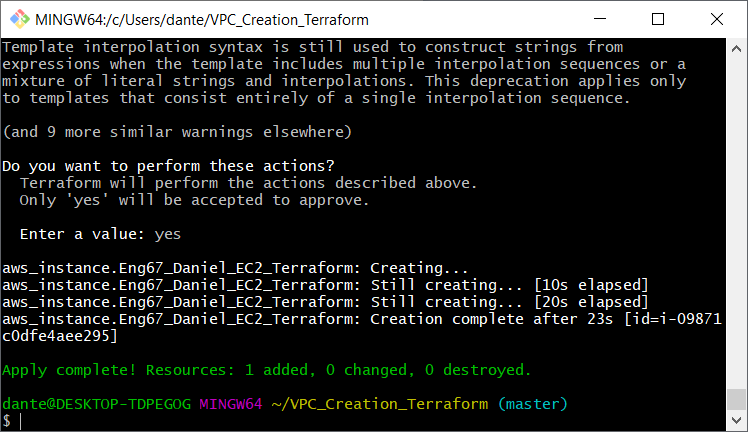 MINGW64:/c/Users/dante/VPC_Creation_Terraform
Template interpolation syntax is still used to construct strings from
expressions when the template includes multiple interpolation sequences or a
mixture of literal strings and interpolations. This deprecation applies only
to templates that consist entirely of a single interpolation sequence.
(and 9 more similar warnings elsewhere)
Do you want to perform these actions?
Terraform will perform the actions described above.
Only 'yes' will be accepted to approve.
Enter a value: yes
aws_instance.Eng67_Daniel_EC2_Terraform: Creating...
aws_instance.Eng67_Daniel_EC2_Terraform: Still creating... [10s elapsed]
aws_instance.Eng67_Daniel_EC2_Terraform: Still creating... [20s elapsed]
aws_instance.Eng67_Daniel_EC2_Terraform: Creation complete after 23s [id=i-09871
c0dfe4aee295]
Apply complete! Resources: 1 added, 0 changed, 0 destroyed.
dante@DESKTOP-TDPEGOG MINGW64 ~/VPC_Creation_Terraform (master)
$